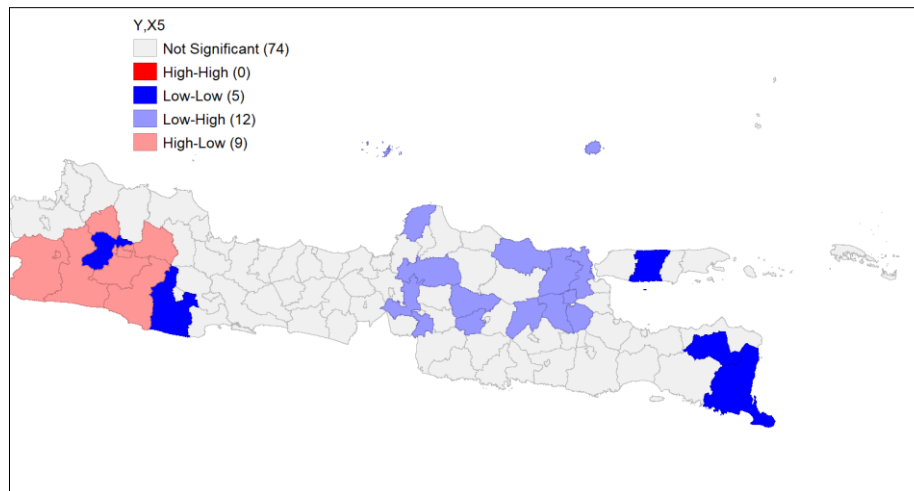 Y,X5
Not Significant (74)
High-High (0)
Low-Low (5)
Low-High (12)
High-Low (9)